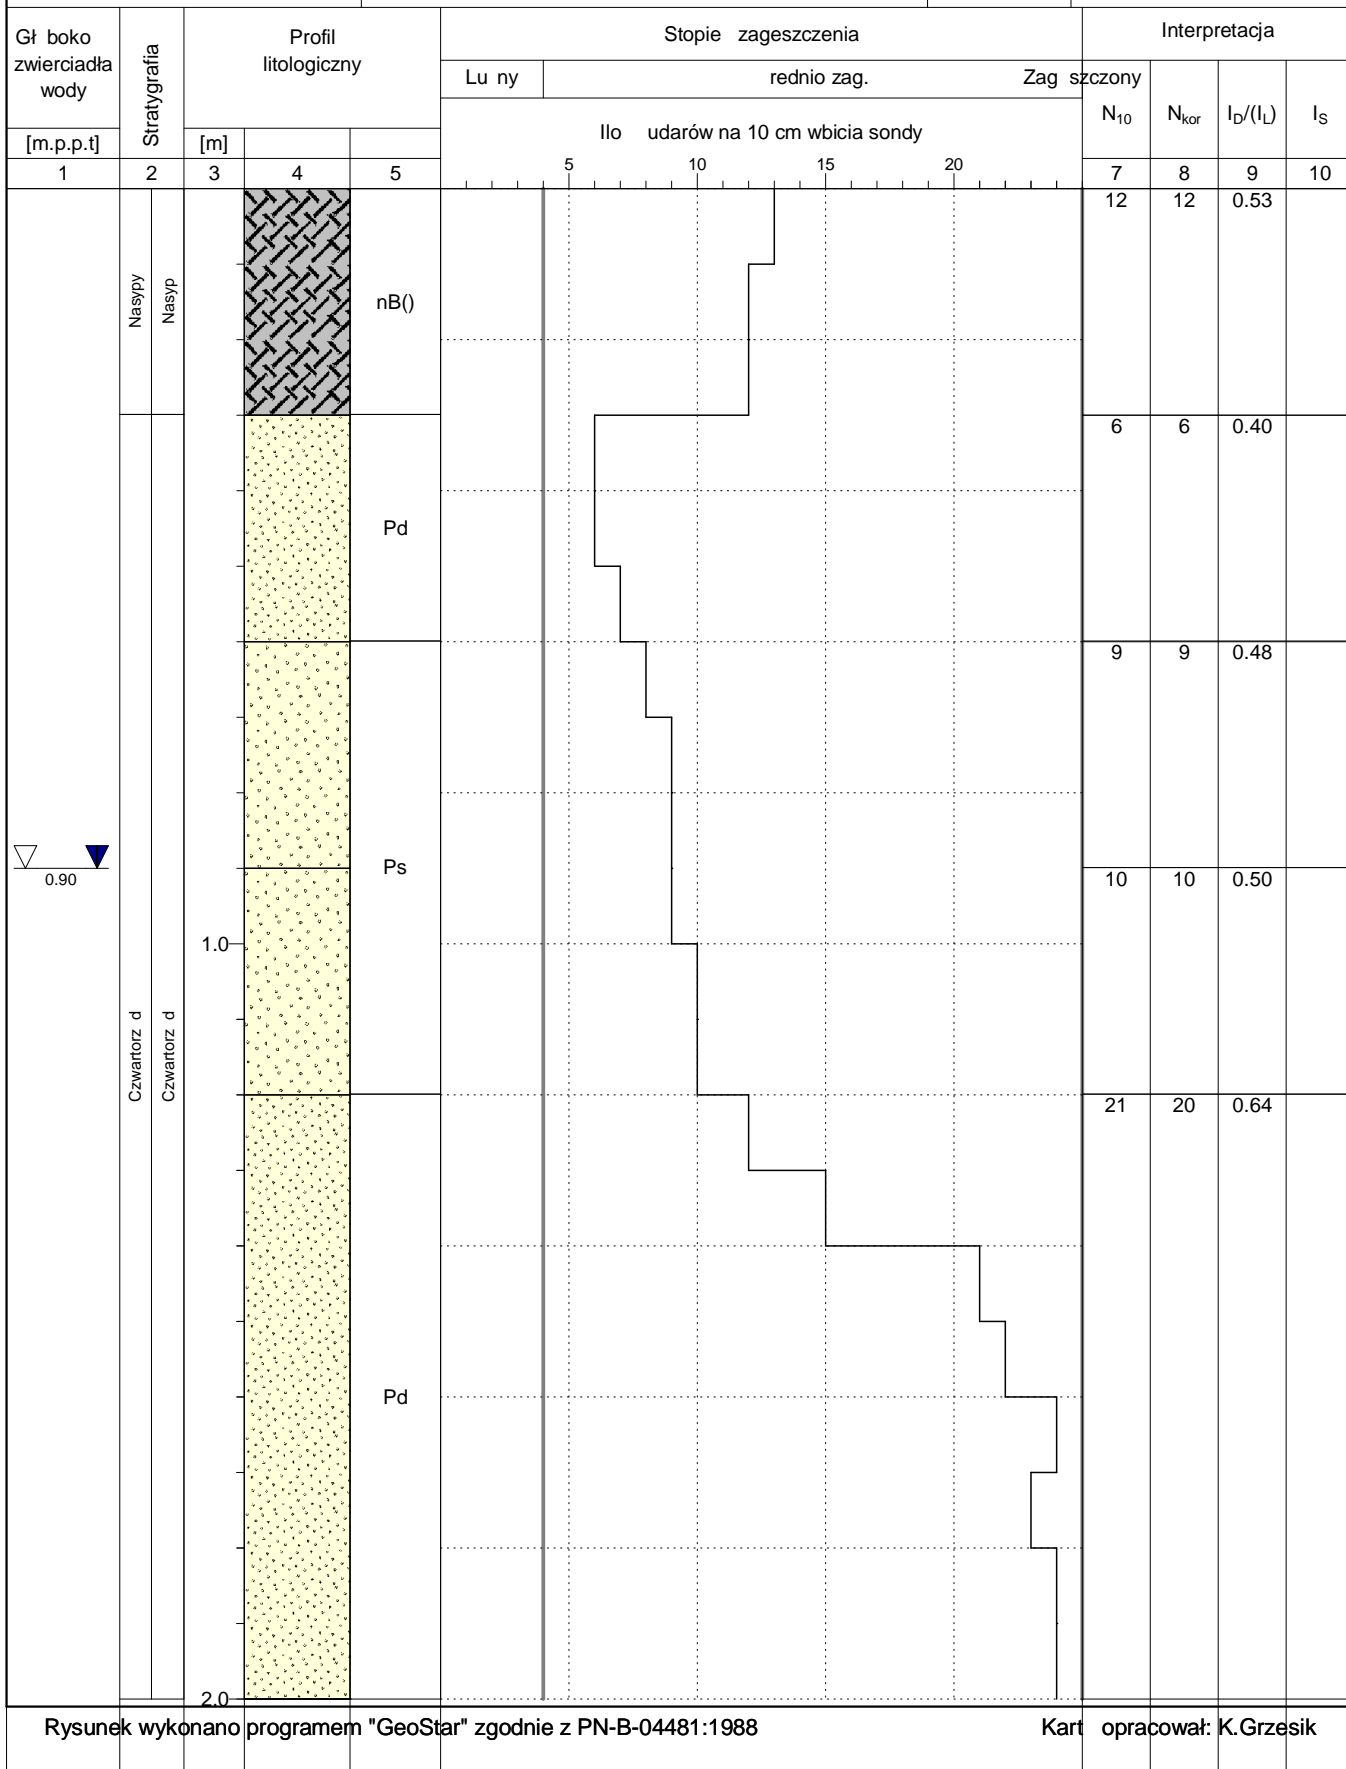 Gł boko
zwierciadła
wody
[m.p.p.t]
Stratygrafia
Profil
litologiczny
[m]
Stopie zageszczenia
Lu ny
rednio zag.
Zag szczony
Ilo udarów na 10 cm wbicia sondy
5 10 15 20
Interpretacja
N10 Nkor ID/(IL) IS
1 2 3 4 5 7 8 9 10
12 12 0.53
Nasypy
Nasyp
nB()
6 6 0.40
Pd
9 9 0.48
Ps
0.90
10 10 0.50
1.0
Czwartorz d
Czwartorz d
21 20 0.64
Pd
2.0
Rysunek wykonano programem "GeoStar" zgodnie z PN-B-04481:1988
Kart opracował: K.Grzesik